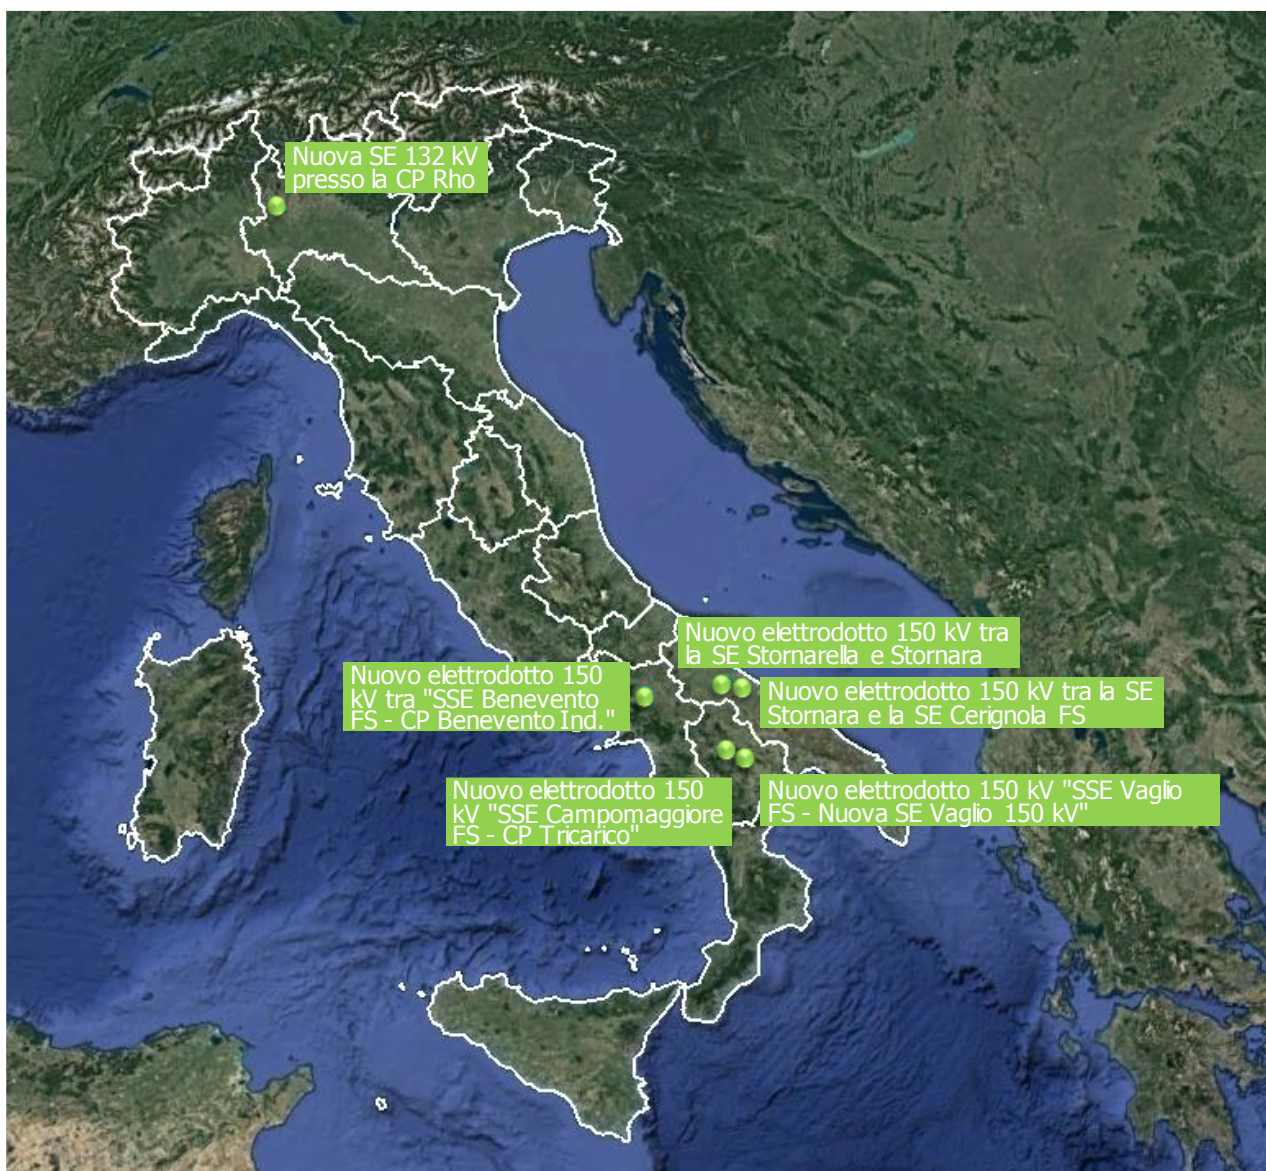 Nuova SE 132 kV
presso la CP Rho
Nuovo elettrodotto 150 kV tra
la SE Stornarella e Stornara
Nuovo elettrodotto 150
kV tra "SSE Benevento
FS - CP Benevento Ind."
Nuovo elettrodotto 150 kV tra la SE
Stornara e la SE Cerignola FS
Nuovo elettrodotto 150
kV "SSE Campomaggiore
FS - CP Tricarico"
Nuovo elettrodotto 150 kV "SSE Vaglio
FS - Nuova SE Vaglio 150 kV"